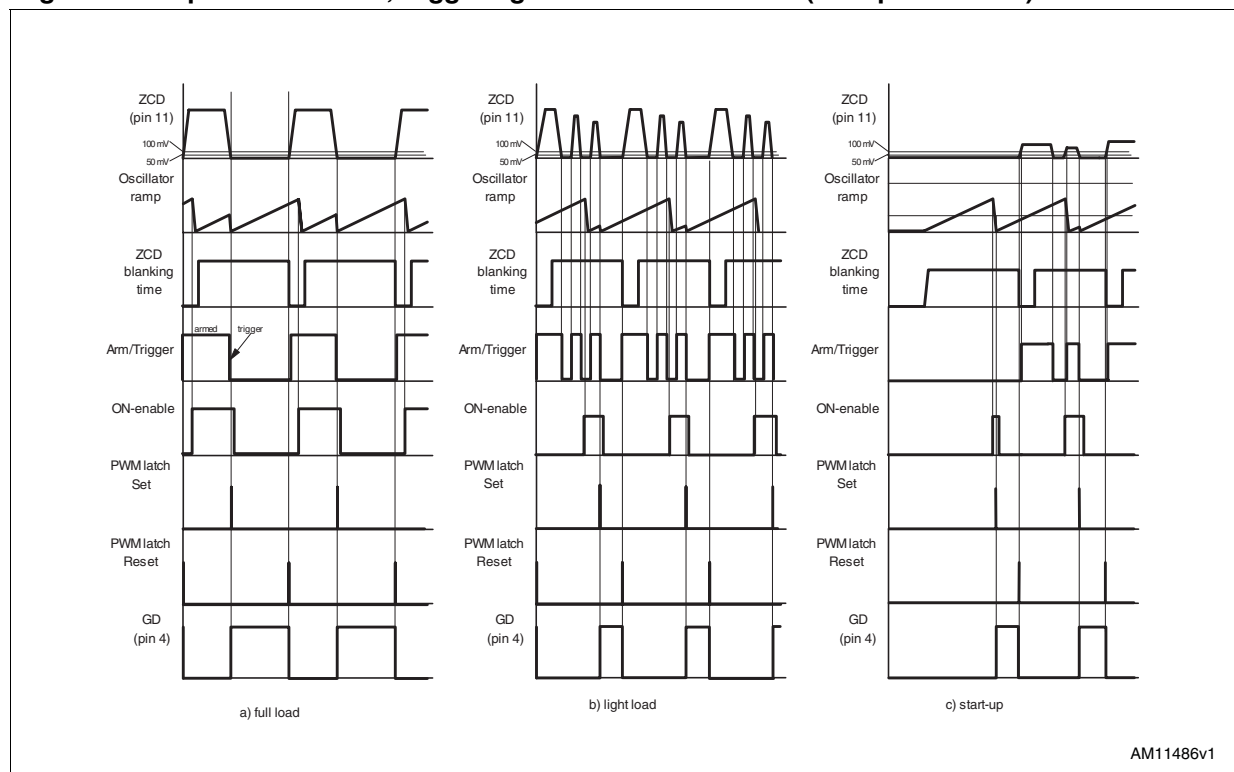 ZCD
(pin 11)
100 mV
50 mV
Oscillator
ramp
ZCD
blanking
time
armed
trigger
Arm/Trigger
ON-enable
PWM latch
Set
PWM latch
Reset
GD
(pin 4)
a) full load
ZCD
(pin 11)
100 mV
50 mV
Oscillator
ramp
ZCD
blanking
time
Arm/Trigger
ON-enable
PWM latch
Set
PWM latch
Reset
GD
(pin 4)
b) light load
ZCD
(pin 11)
100 mV
50 mV
Oscillator
ramp
ZCD
blanking
time
Arm/Trigger
ON-enable
PWM latch
Set
PWM latch
Reset
GD
(pin 4)
c) start-up
AM11486v1